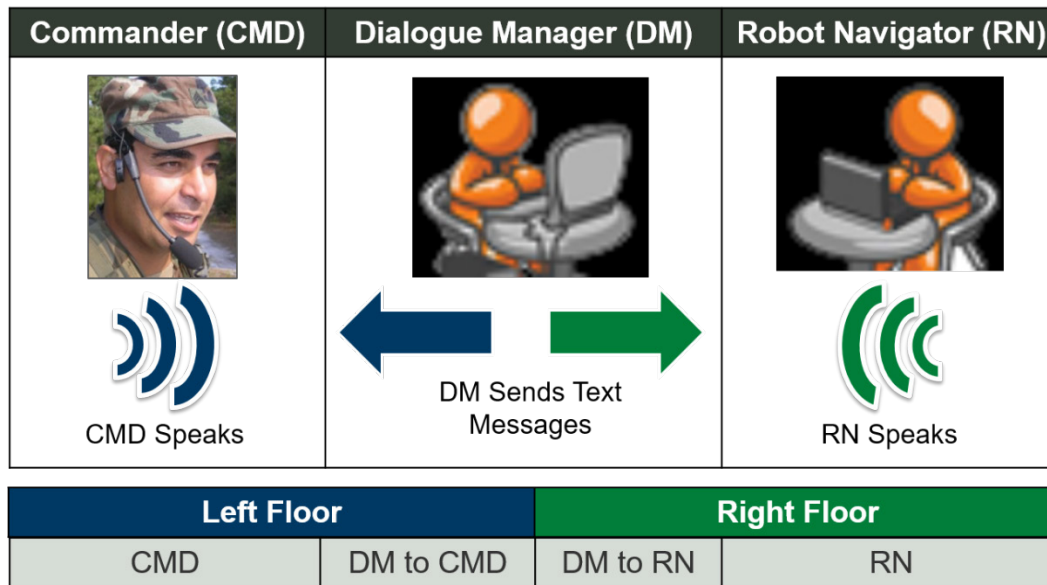 Commander (CMD)
Dialogue Manager (DM)
Robot Navigator (RN)
CMD Speaks
DM Sends Text
Messages
RN Speaks
Left Floor
Right Floor
CMD
DM to CMD
DM to RN
RN